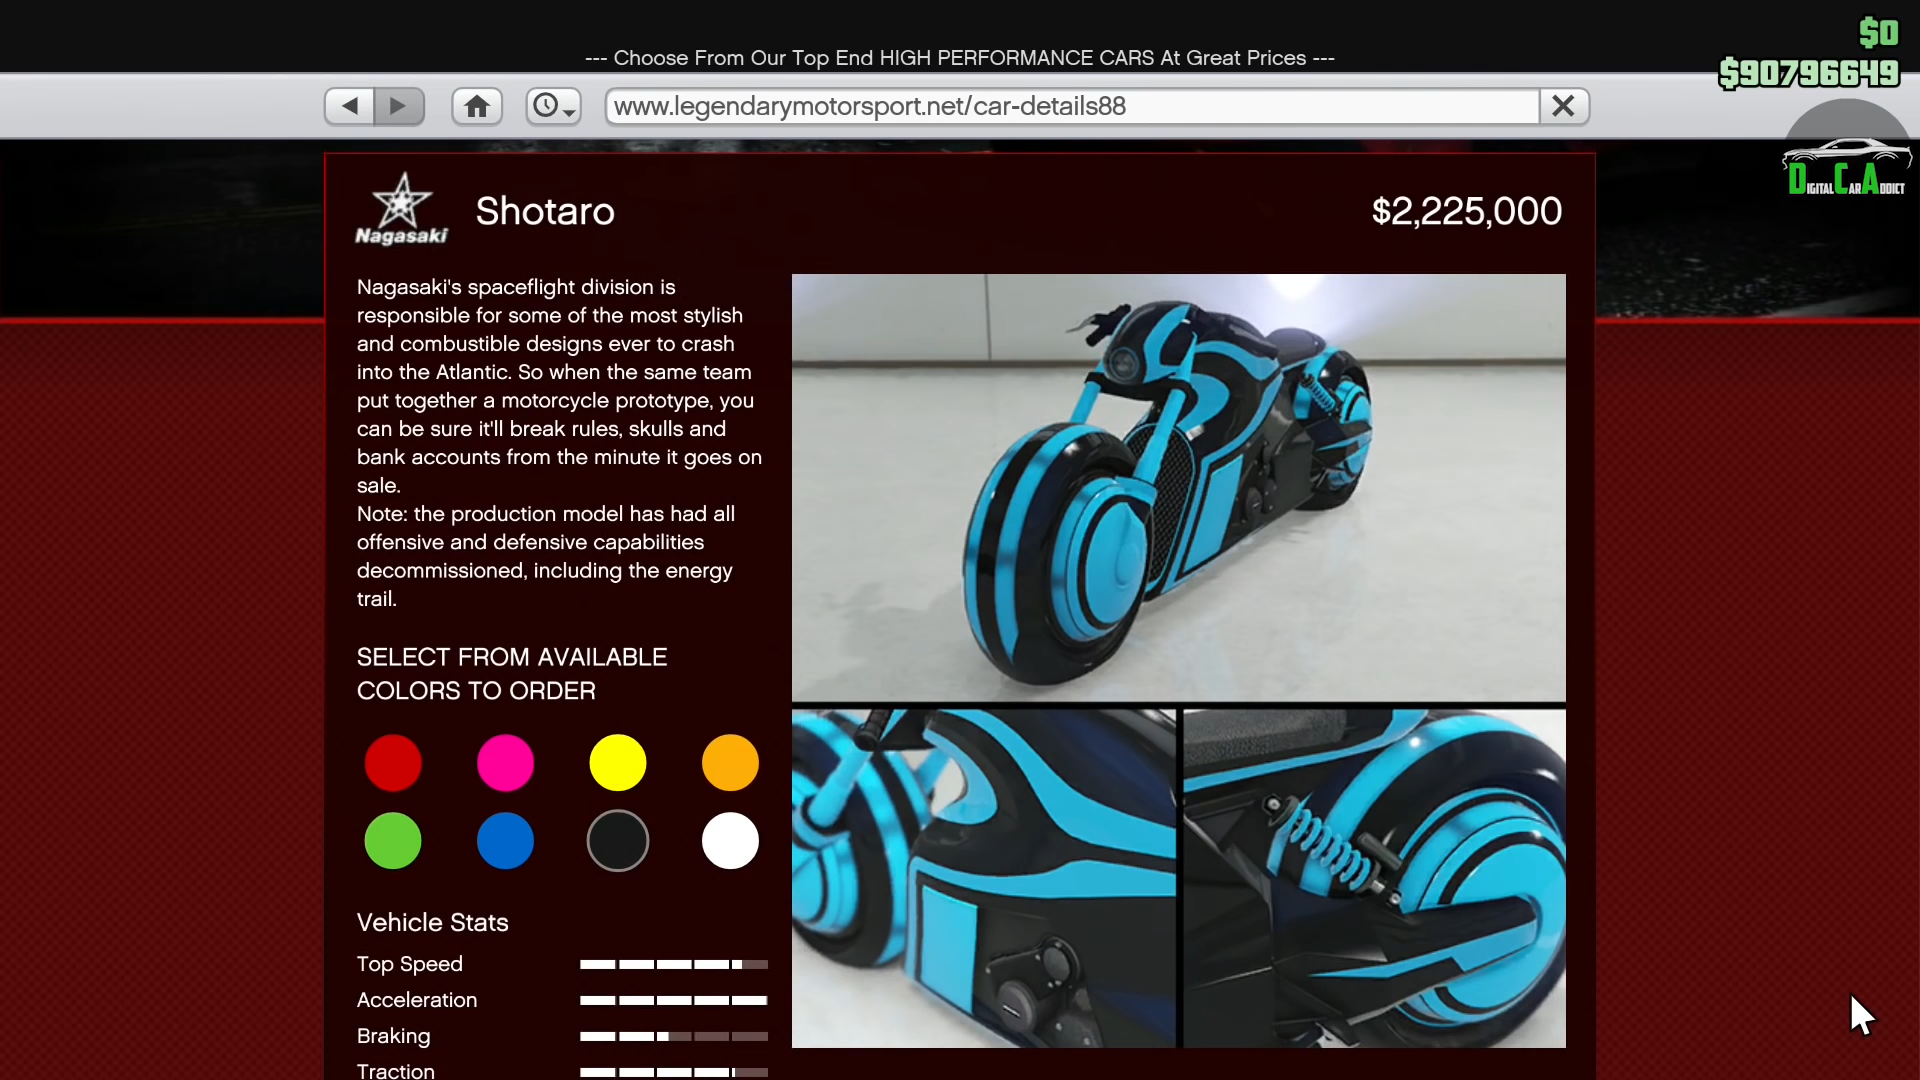 --- Choose From Our Top End HIGH PERFORMANCE CARS At Great Prices ---
$0
$90796649
www.legendarymotorsport.net/car-details88
DIGITALCARADDICT
Nagasaki
Shotaro
$2,225,000
Nagasaki's spaceflight division is
responsible for some of the most stylish
and combustible designs ever to crash
into the Atlantic. So when the same team
put together a motorcycle prototype, you
can be sure it'll break rules, skulls and
bank accounts from the minute it goes on
sale.
Note: the production model has had all
offensive and defensive capabilities
decommissioned, including the energy
trail.
SELECT FROM AVAILABLE
COLORS TO ORDER
Vehicle Stats
Top Speed
Acceleration
Braking
Traction